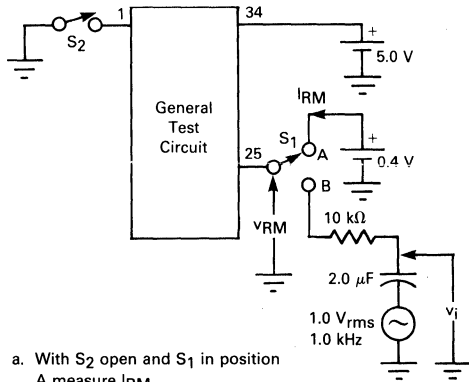 1
34
S2
+
5.0 V
General
Test
Circuit
IRM
S1
A
+
0.4 V
25
B
vRM
10 kΩ
2.0 μF
vi
1.0 Vrms
1.0 kHz
a. With S2 open and S1 in position
A measure IRM